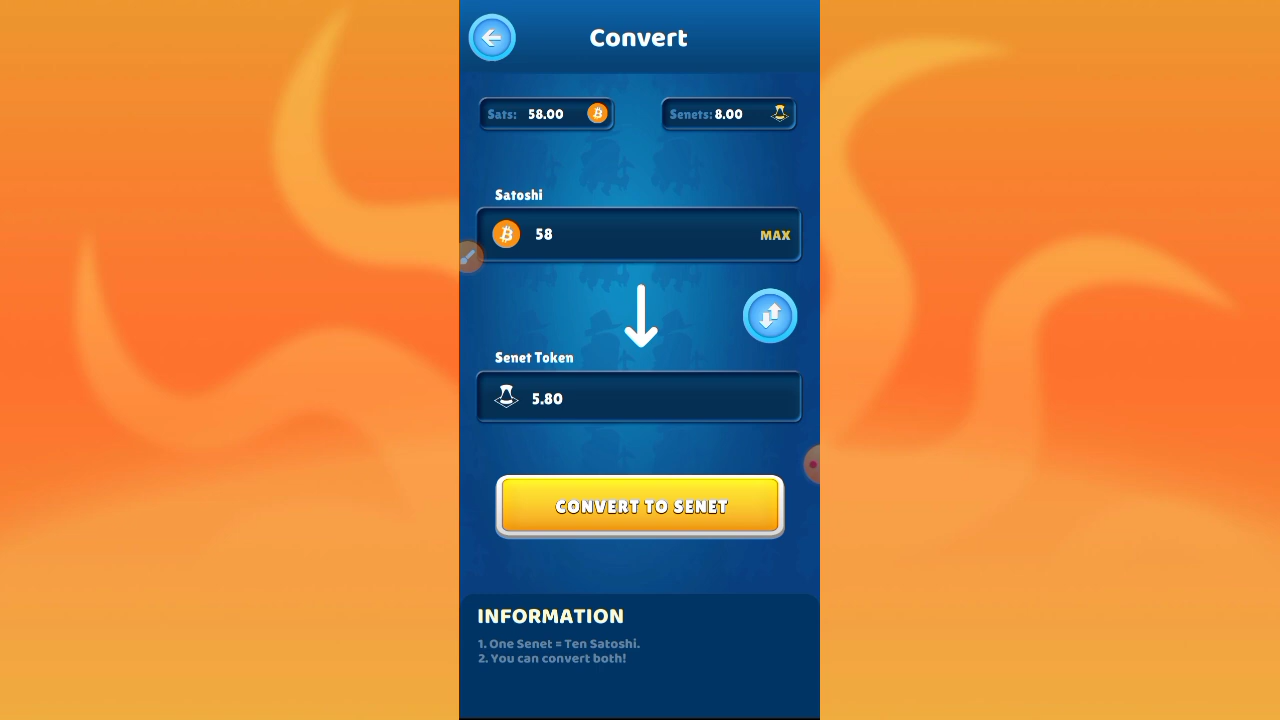 Convert
Sats: 58.00
Senets: 8.00
Satoshi
58 MAX
Senet Token
5.80
CONVERT TO SENET
INFORMATION
1. One Senet = Ten Satoshi.
2. You can convert both!